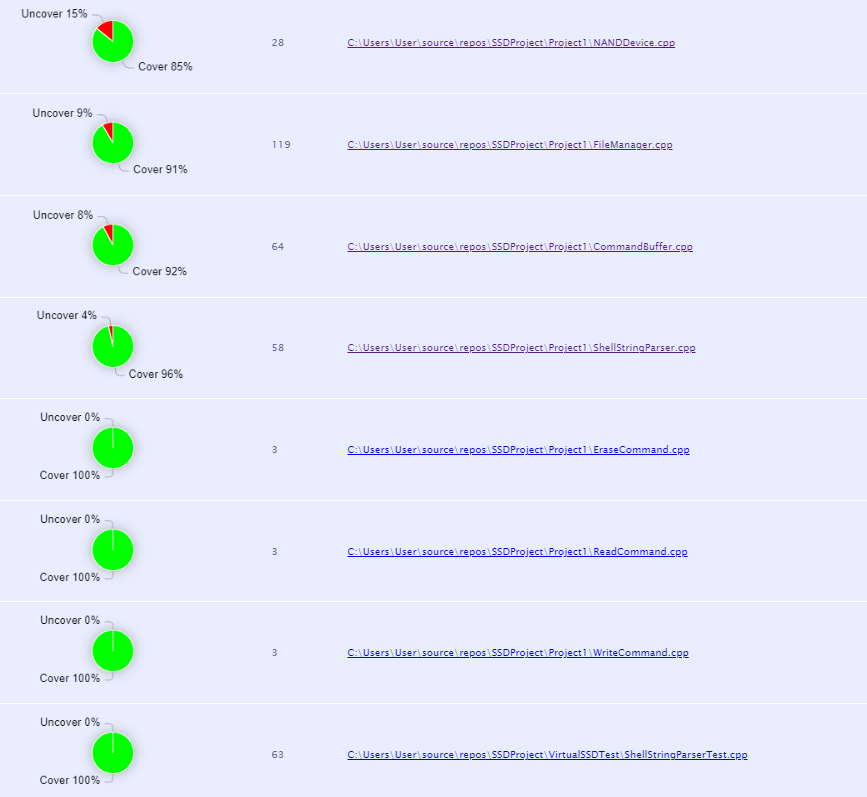 Uncover 15%
28 C:\Users\User\source\repos\SSDProject\Project1\NANDDevice.cpp
Cover 85%
Uncover 9%
119 C:\Users\User\source\repos\SSDProject\Project1\FileManager.cpp
Cover 91%
Uncover 8%
64 C:\Users\User\source\repos\SSDProject\Project1\CommandBuffer.cpp
Cover 92%
Uncover 4%
58 C:\Users\User\source\repos\SSDProject\Project1\ShellStringParser.cpp
Cover 96%
Uncover 0%
3 C:\Users\User\source\repos\SSDProject\Project1\EraseCommand.cpp
Cover 100%
Uncover 0%
3 C:\Users\User\source\repos\SSDProject\Project1\ReadCommand.cpp
Cover 100%
Uncover 0%
3 C:\Users\User\source\repos\SSDProject\Project1\WriteCommand.cpp
Cover 100%
Uncover 0%
63 C:\Users\User\source\repos\SSDProject\VirtualSSDTest\ShellStringParserTest.cpp
Cover 100%